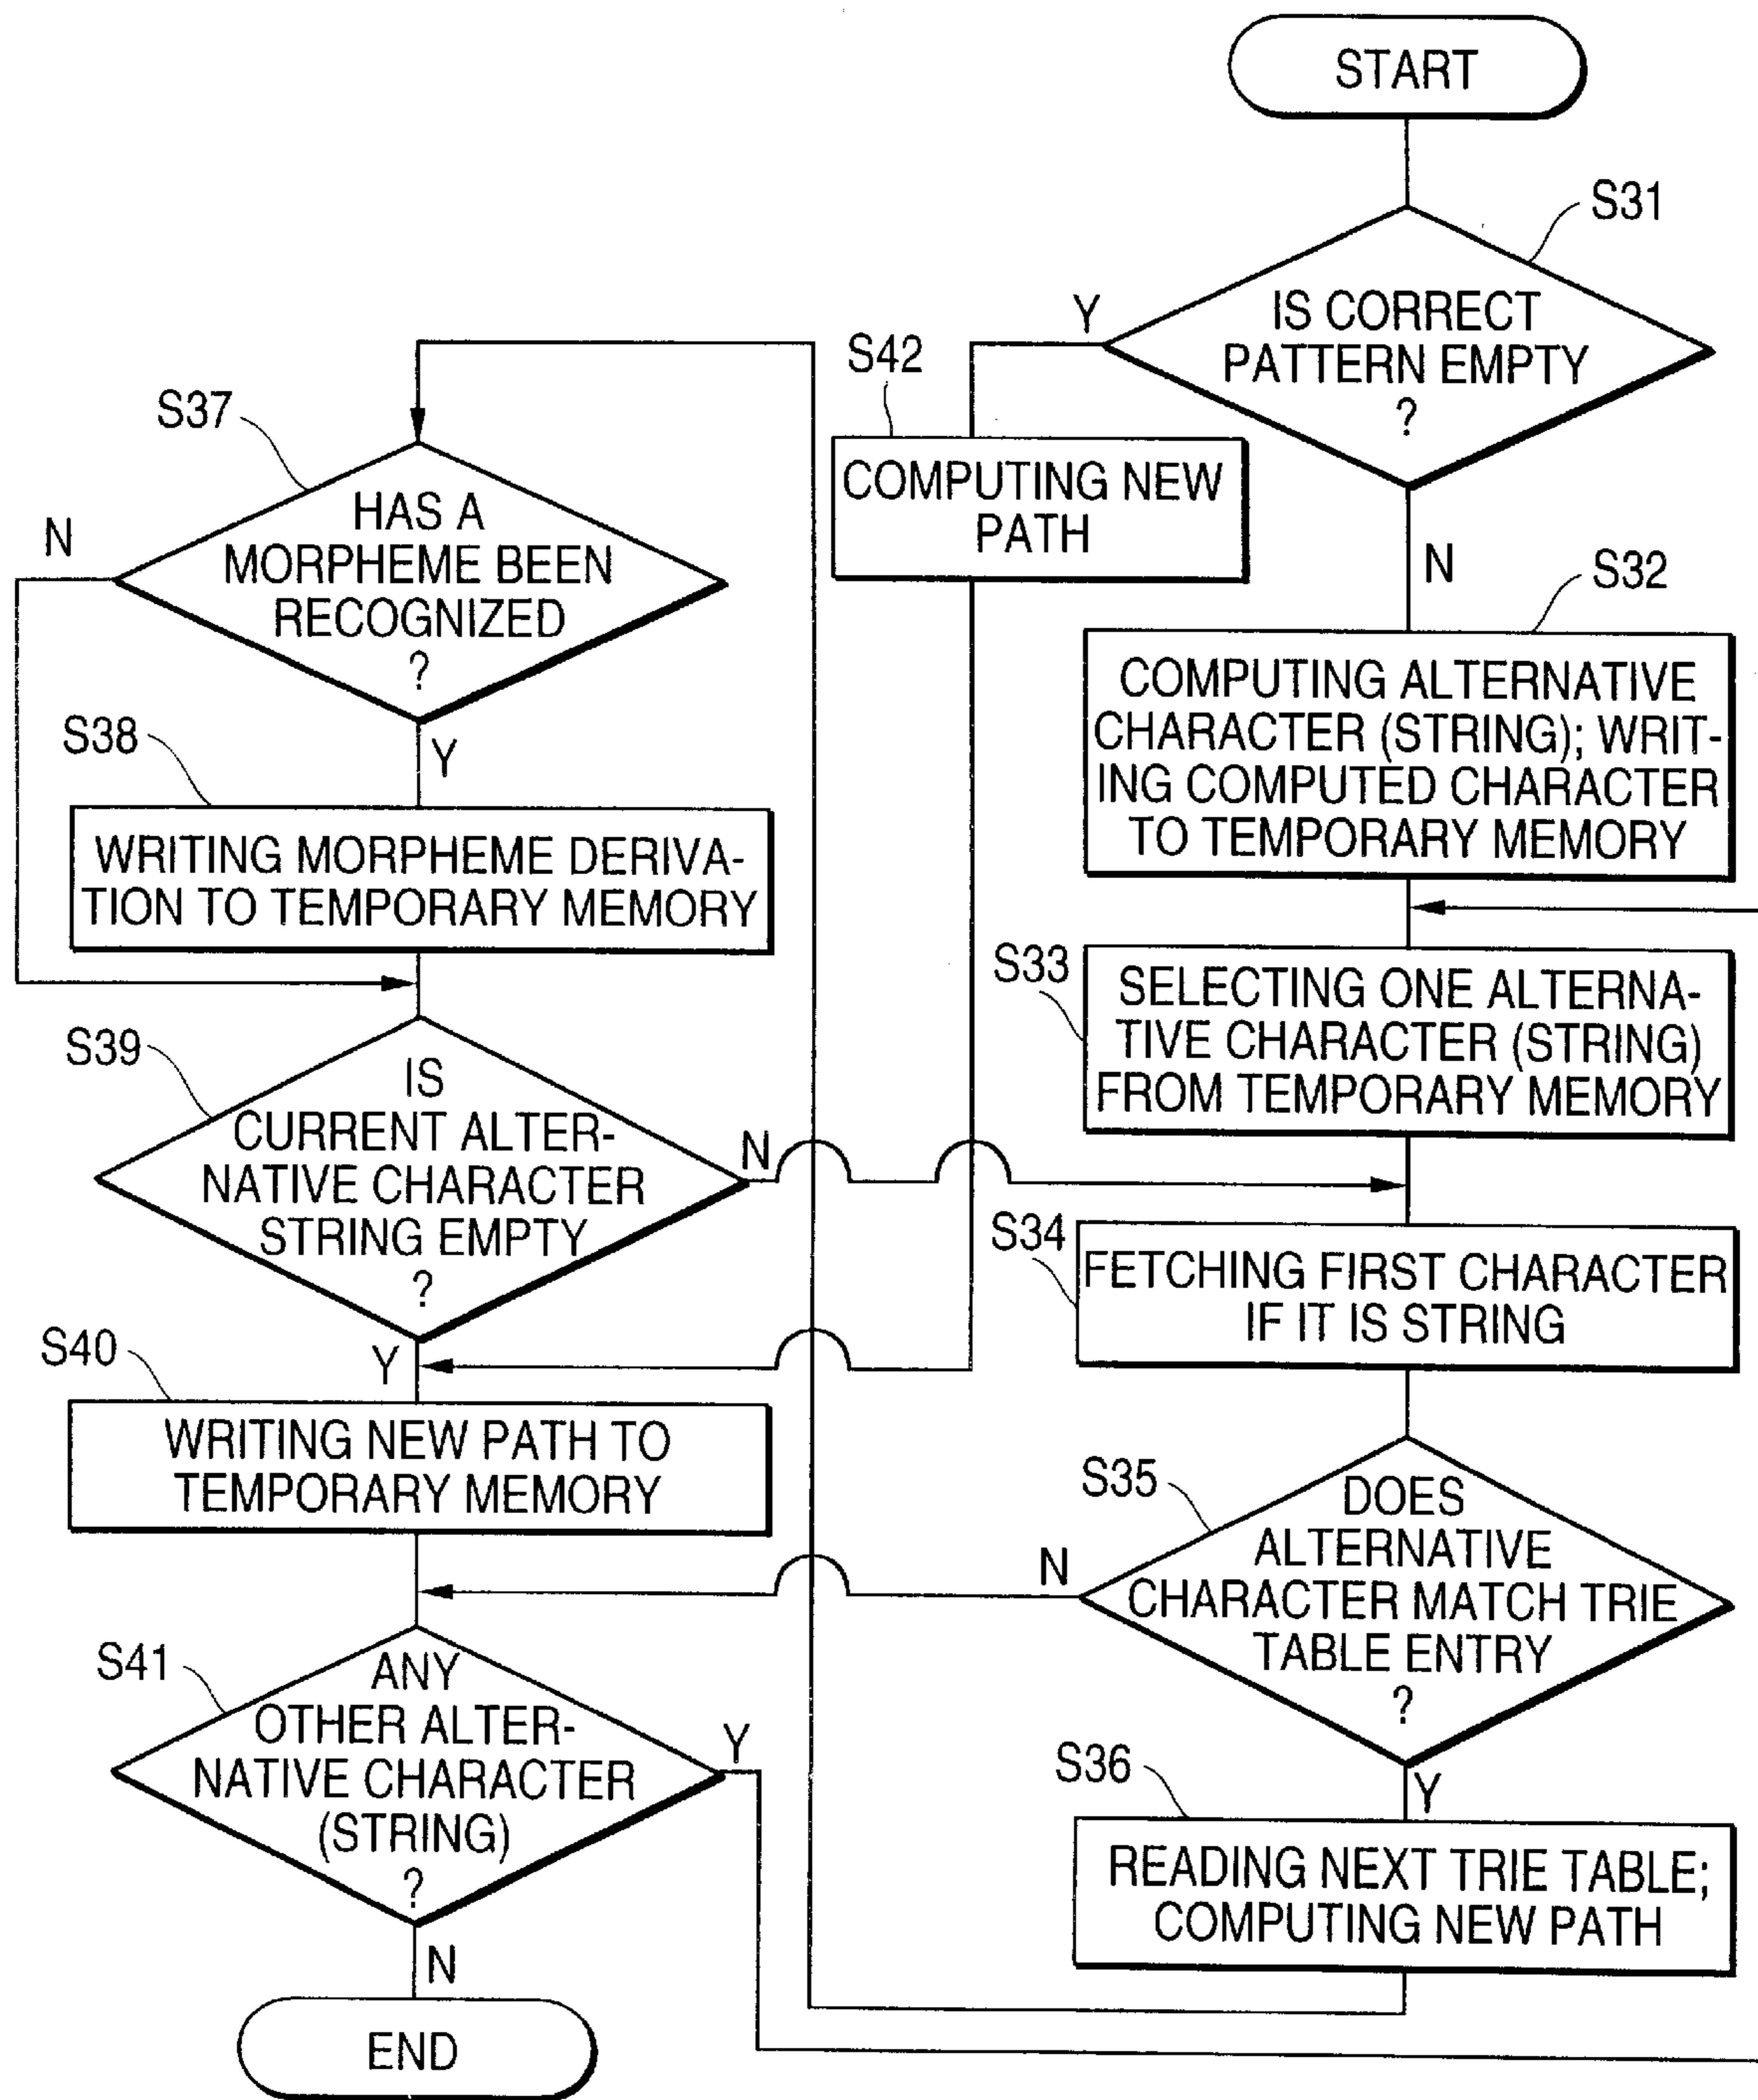 START
S31
IS CORRECT
PATTERN EMPTY
?
Y
N
S42
COMPUTING NEW
PATH
S32
COMPUTING ALTERNATIVE
CHARACTER (STRING); WRIT-
ING COMPUTED CHARACTER
TO TEMPORARY MEMORY
S33
SELECTING ONE ALTERNA-
TIVE CHARACTER (STRING)
FROM TEMPORARY MEMORY
S34
FETCHING FIRST CHARACTER
IF IT IS STRING
S35
DOES
ALTERNATIVE
CHARACTER MATCH TRIE
TABLE ENTRY
?
N
Y
S36
READING NEXT TRIE TABLE;
COMPUTING NEW PATH
S37
HAS A
MORPHEME BEEN
RECOGNIZED
?
N
Y
S38
WRITING MORPHEME DERIVA-
TION TO TEMPORARY MEMORY
S39
IS
CURRENT ALTER-
NATIVE CHARACTER
STRING EMPTY
?
N
Y
S40
WRITING NEW PATH TO
TEMPORARY MEMORY
S41
ANY
OTHER ALTER-
NATIVE CHARACTER
(STRING)
?
Y
N
END